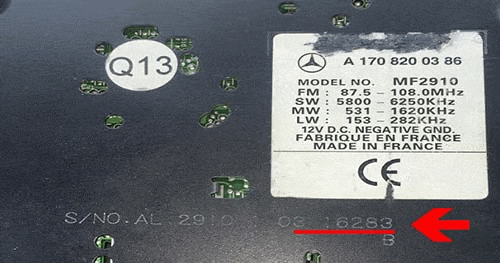 Q13
A 170 820 03 86
MODEL NO. MF2910
FM : 87.5 - 108.0MHz
SW : 5800 - 6250KHz
MW : 531 - 1620KHz
LW : 153 - 282KHz
12V D.C. NEGATIVE GND.
FABRIQUE EN FRANCE
MADE IN FRANCE
CE
S/NO. AL 2910 03 16283
B